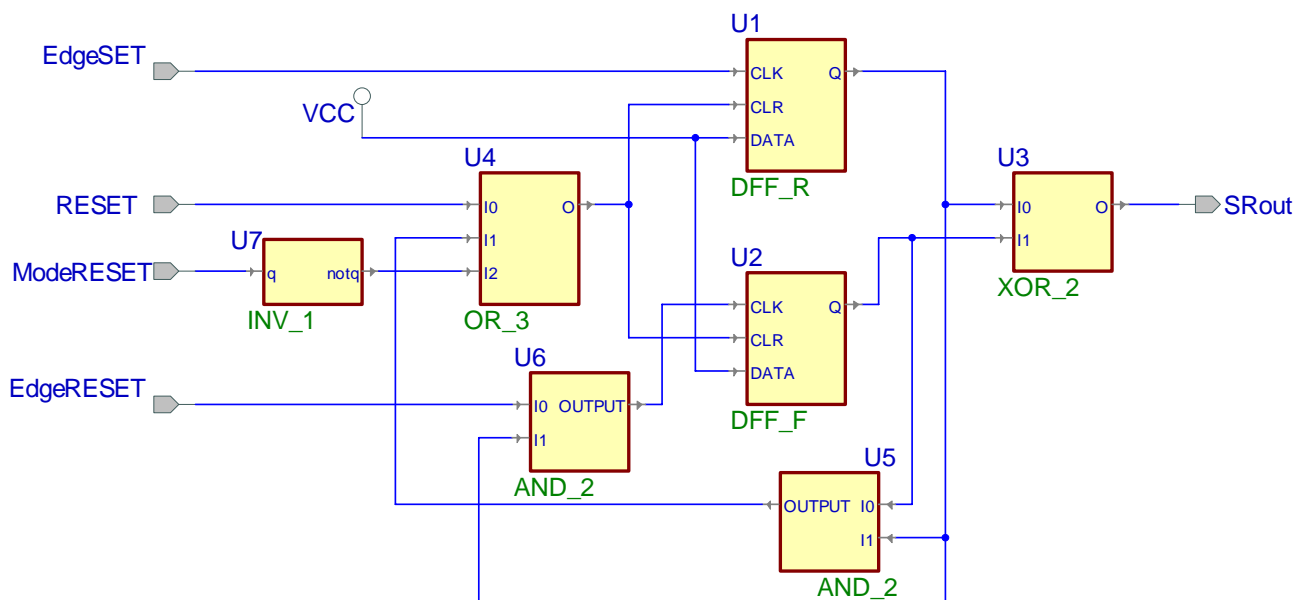 U1
EdgeSET
CLK Q
VCC
CLR
DATA
U4
U3
DFF_R
RESET
I0 O
I0 O
SRout
U7
I1
I1
U2
ModeRESET
q notq
I2
XOR_2
CLK Q
INV_1
OR_3
CLR
U6
EdgeRESET
DATA
I0 OUTPUT
DFF_F
I1
U5
AND_2
OUTPUT I0
I1
AND_2